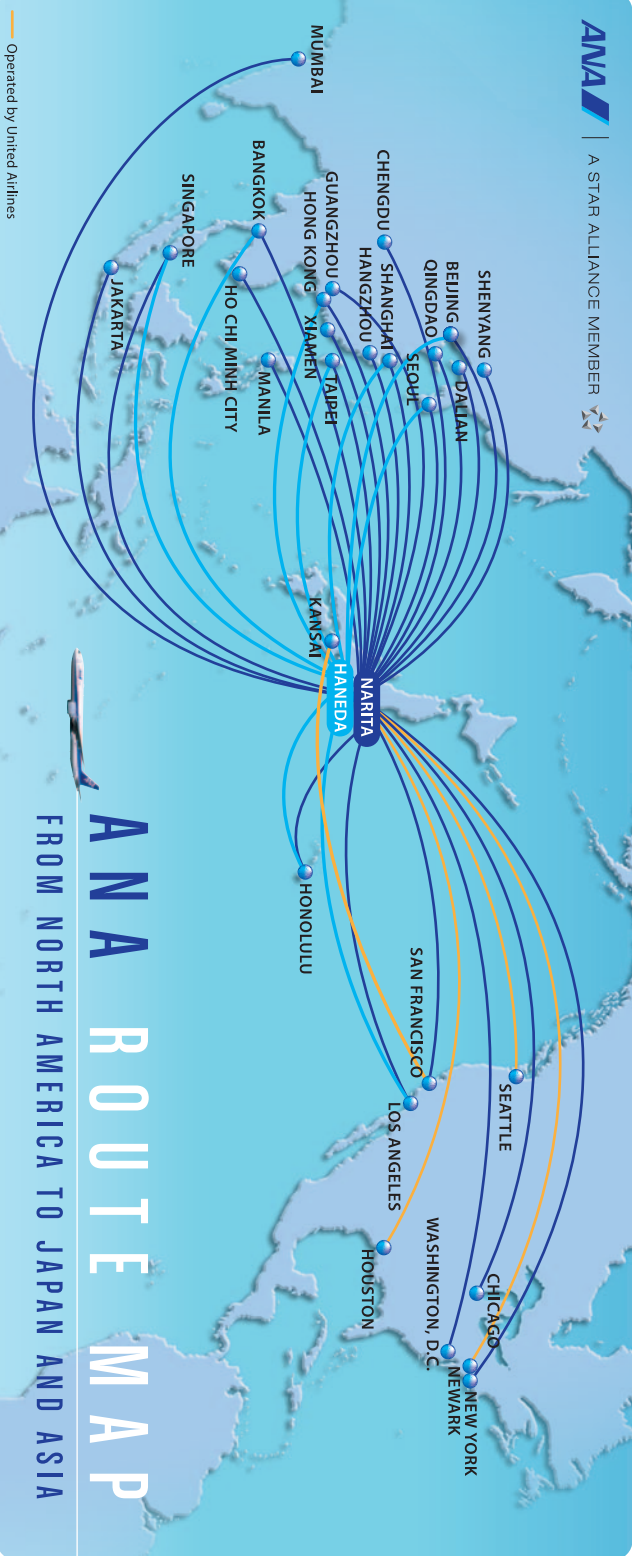 ANA
A STAR ALLIANCE MEMBER
SHENYANG
BEIJING
QINGDAO
DALIAN
CHENGDU
SHANGHAI
SEOUL
HANGZHOU
GUANGZHOU
HONG KONG
XIAMEN
TAIPEI
MUMBAI
BANGKOK
MANILA
HO CHI MINH CITY
SINGAPORE
JAKARTA
NARITA
HANEDA
KANSAI
HONOLULU
SEATTLE
SAN FRANCISCO
LOS ANGELES
CHICAGO
NEW YORK
NEWARK
WASHINGTON, D.C.
HOUSTON
ANA ROUTE MAP
FROM NORTH AMERICA TO JAPAN AND ASIA
Operated by United Airlines